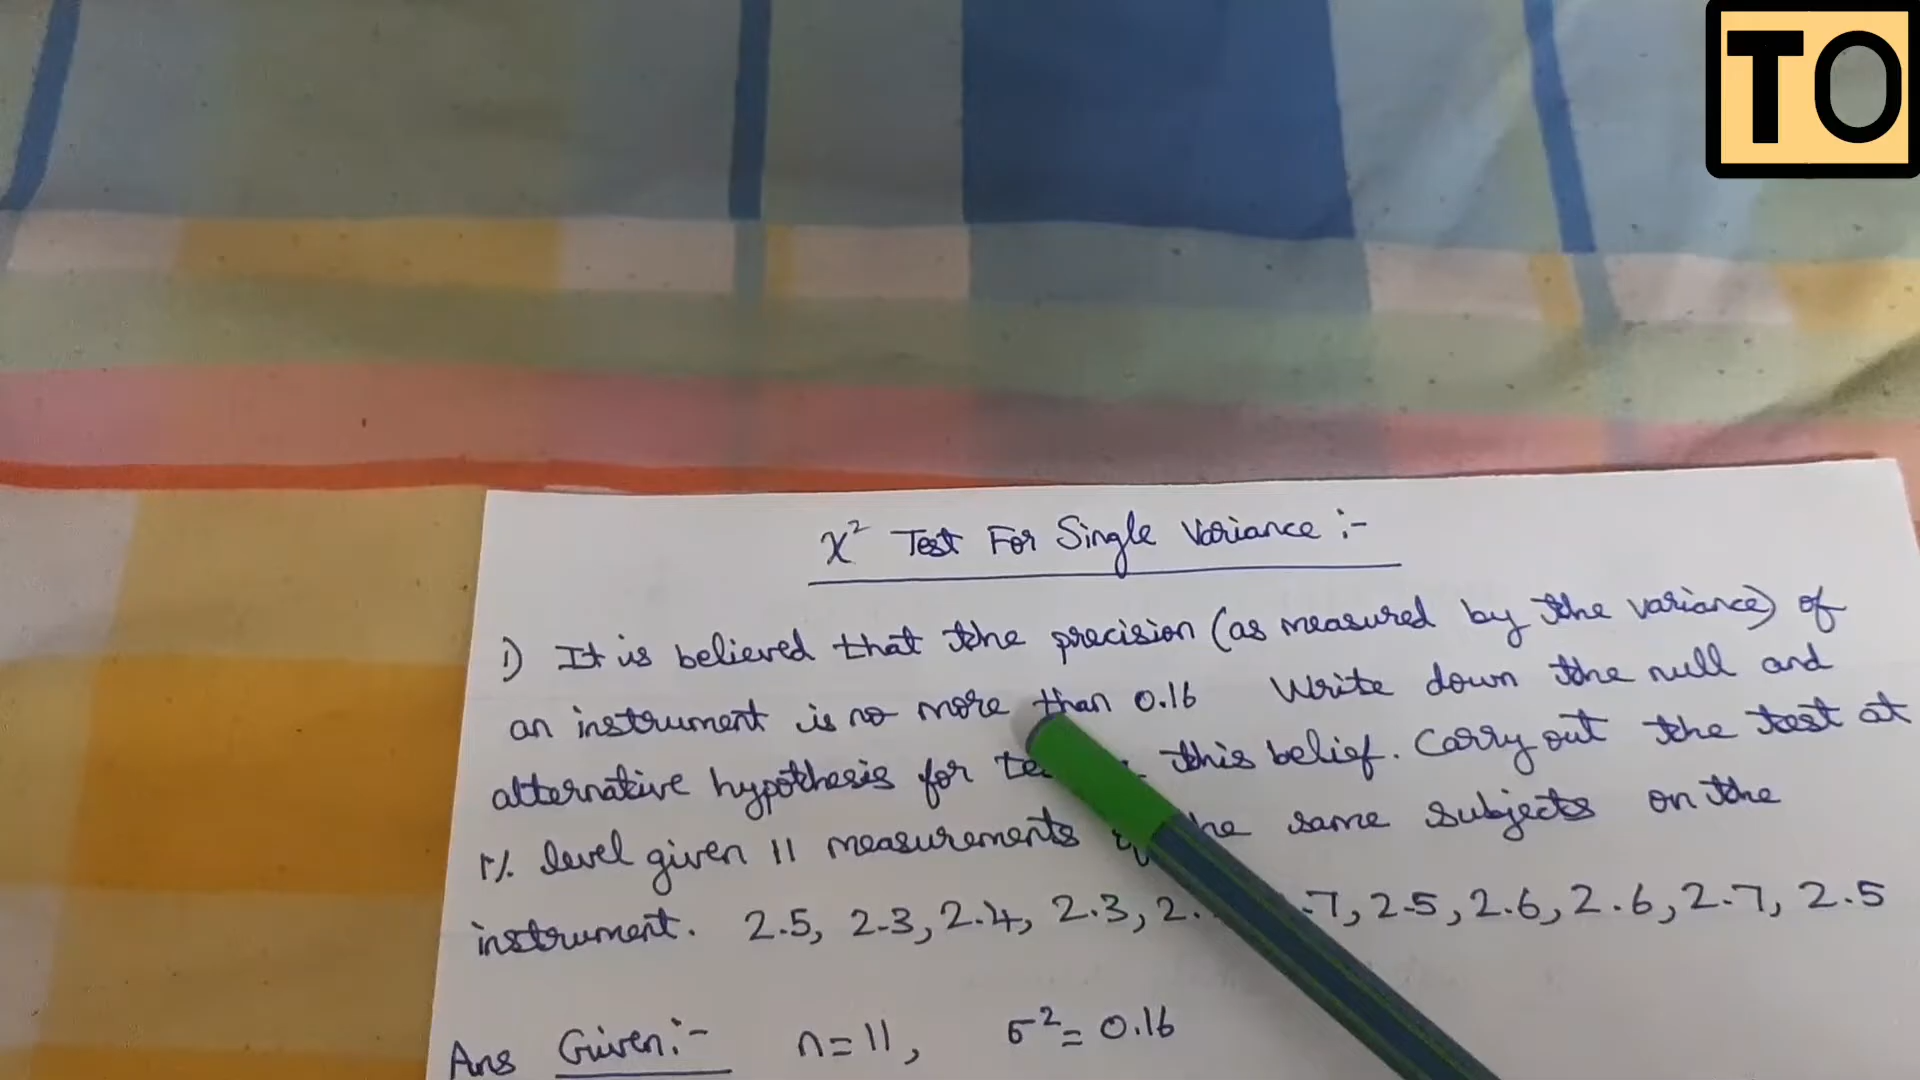 TO
χ² Test For Single Variance :-
1) It is believed that the precision (as measured by the variance) of
an instrument is no more than 0.16 Write down the null and
alternative hypothesis for this belief. Carry out the test at
1% level given 11 measurements the same subjects on the
instrument. 2.5, 2.3, 2.4, 2.3, 2.5, 2.6, 2.6, 2.7, 2.5
Ans Given:- n=11, σ²= 0.16